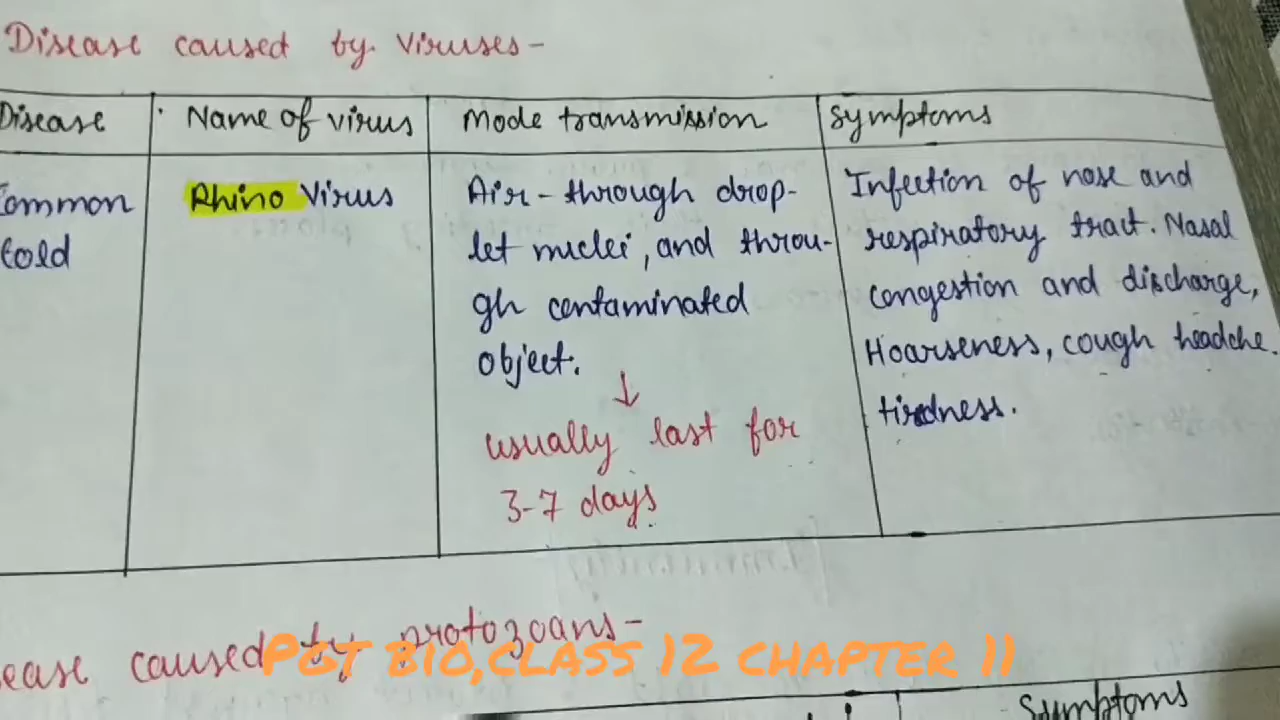 Disease caused by Viruses-
Disease
Name of virus
Mode transmission
Symptoms
Common
Cold
Rhino Virus
Air - through drop-
let nuclei, and throu-
gh contaminated
object.
↓
usually last for
3-7 days
Infection of nose and
respiratory tract. Nasal
congestion and discharge,
Hoarseness, cough headche.
tiredness.
ease caused by protozoans-
PGT BIO,CLASS 12 CHAPTER 11
Symptoms